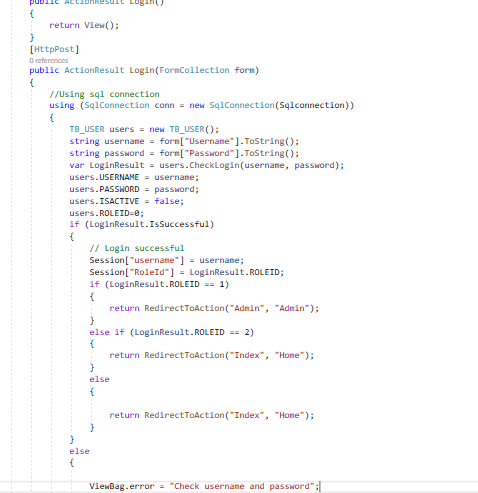 public ActionResult Login()
{
return View();
}
[HttpPost]
0 references
public ActionResult Login(FormCollection form)
{
//Using sql connection
using (SqlConnection conn = new SqlConnection(Sqlconnection))
{
TB_USER users = new TB_USER();
string username = form["Username"].ToString();
string password = form["Password"].ToString();
var LoginResult = users.CheckLogin(username, password);
users.USERNAME = username;
users.PASSWORD = password;
users.ISACTIVE = false;
users.ROLEID=0;
if (LoginResult.IsSuccessful)
{
// Login successful
Session["username"] = username;
Session["RoleId"] = LoginResult.ROLEID;
if (LoginResult.ROLEID == 1)
{
return RedirectToAction("Admin", "Admin");
}
else if (LoginResult.ROLEID == 2)
{
return RedirectToAction("Index", "Home");
}
else
{
return RedirectToAction("Index", "Home");
}
}
else
{
ViewBag.error = "Check username and password";